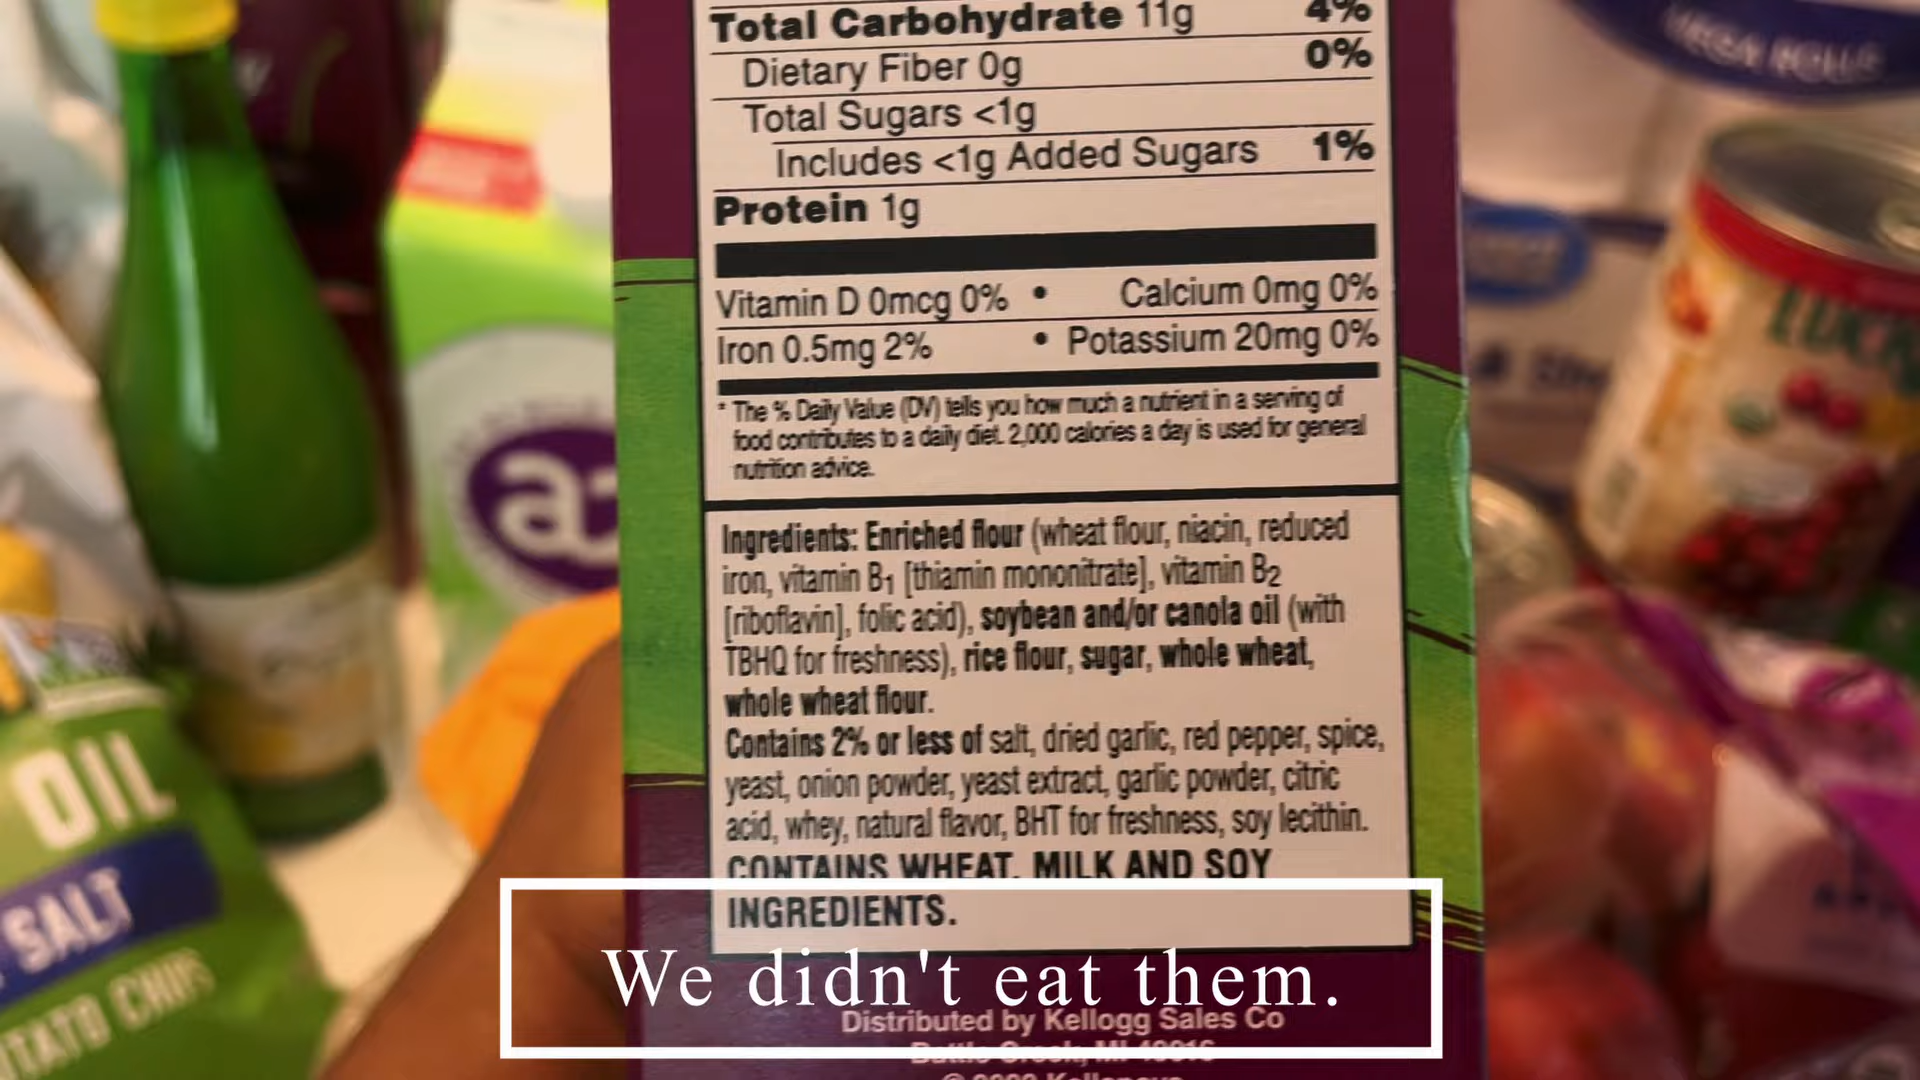 Total Carbohydrate 11g 4%
Dietary Fiber 0g 0%
Total Sugars <1g
Includes <1g Added Sugars 1%
Protein 1g
Vitamin D 0mcg 0% • Calcium 0mg 0%
Iron 0.5mg 2% • Potassium 20mg 0%
* The % Daily Value (DV) tells you how much a nutrient in a serving of
food contributes to a daily diet. 2,000 calories a day is used for general
nutrition advice.
Ingredients: Enriched flour (wheat flour, niacin, reduced
iron, vitamin B1 [thiamin mononitrate], vitamin B2
[riboflavin], folic acid), soybean and/or canola oil (with
TBHQ for freshness), rice flour, sugar, whole wheat,
whole wheat flour.
Contains 2% or less of salt, dried garlic, red pepper, spice,
yeast, onion powder, yeast extract, garlic powder, citric
acid, whey, natural flavor, BHT for freshness, soy lecithin.
CONTAINS WHEAT, MILK AND SOY
INGREDIENTS.
We didn't eat them.
Distributed by Kellogg Sales Co
Battle Creek, MI 49016
MEGA ROLLS
OIL
SALT